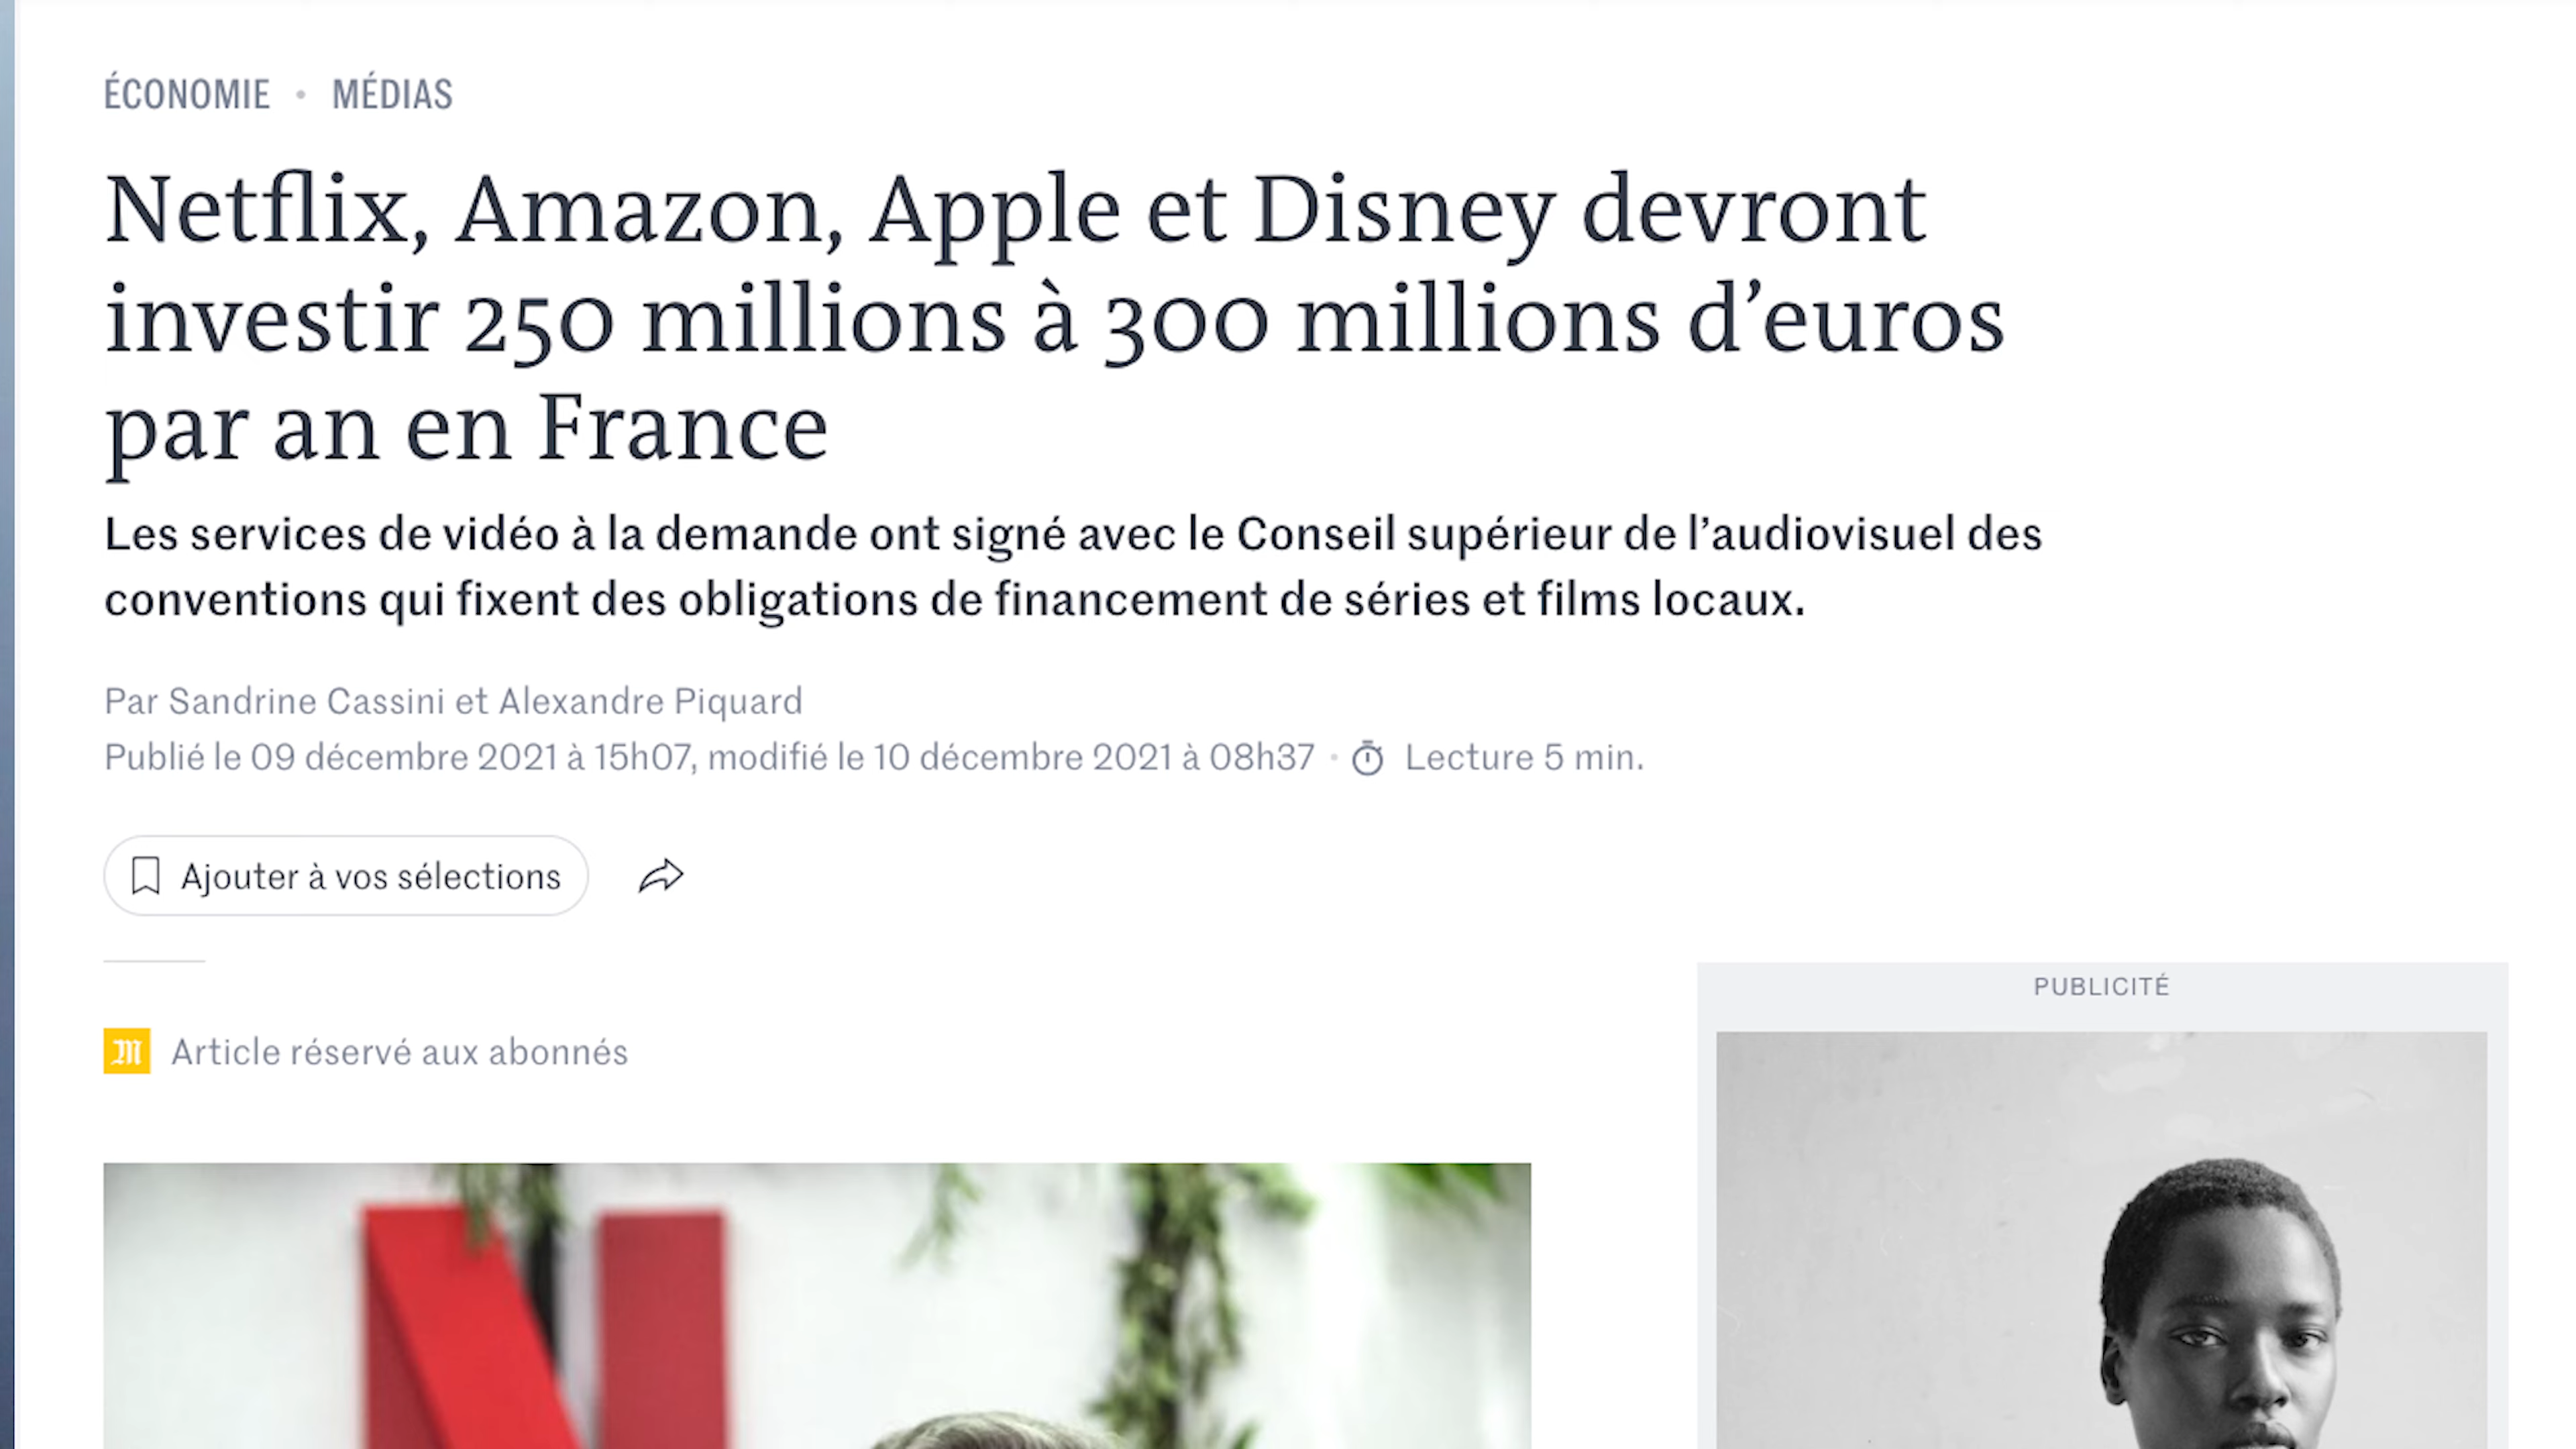 ÉCONOMIE • MÉDIAS
Netflix, Amazon, Apple et Disney devront
investir 250 millions à 300 millions d’euros
par an en France
Les services de vidéo à la demande ont signé avec le Conseil supérieur de l’audiovisuel des
conventions qui fixent des obligations de financement de séries et films locaux.
Par Sandrine Cassini et Alexandre Piquard
Publié le 09 décembre 2021 à 15h07, modifié le 10 décembre 2021 à 08h37 • Lecture 5 min.
Ajouter à vos sélections
PUBLICITÉ
M Article réservé aux abonnés
N